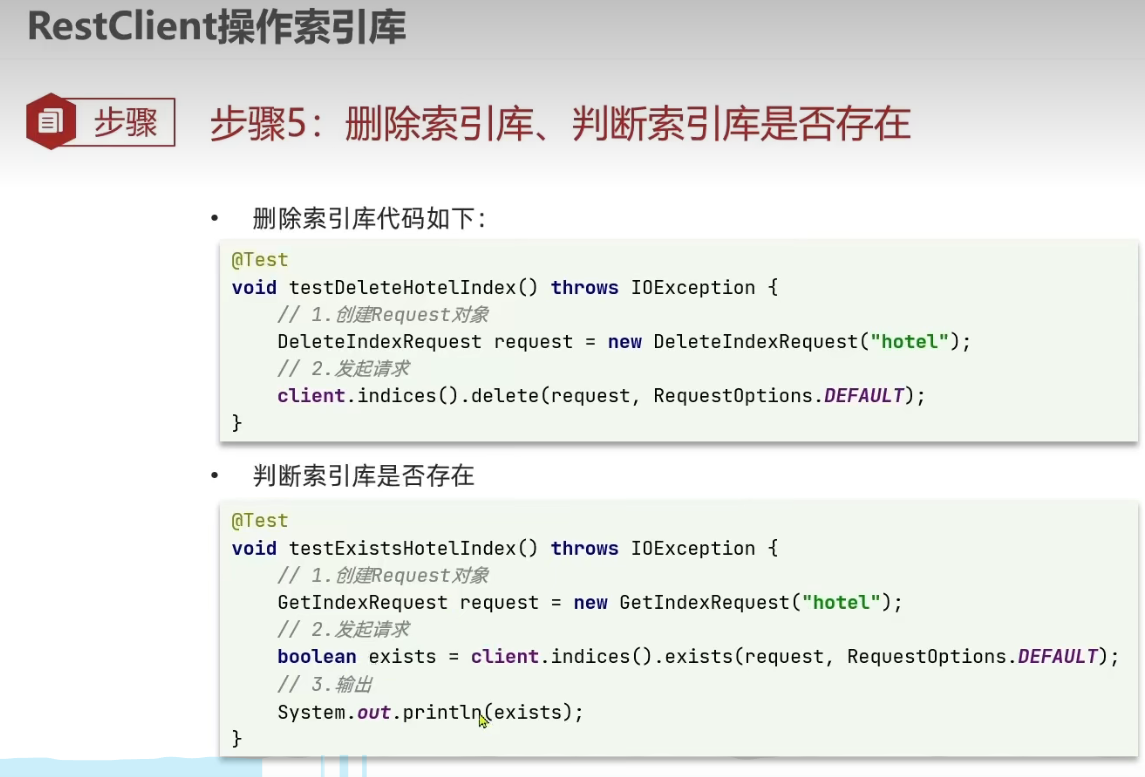 RestClient操作索引库
步骤
步骤5：删除索引库、判断索引库是否存在
• 删除索引库代码如下：
@Test
void testDeleteHotelIndex() throws IOException {
// 1.创建Request对象
DeleteIndexRequest request = new DeleteIndexRequest("hotel");
// 2.发起请求
client.indices().delete(request, RequestOptions.DEFAULT);
}
• 判断索引库是否存在
@Test
void testExistsHotelIndex() throws IOException {
// 1.创建Request对象
GetIndexRequest request = new GetIndexRequest("hotel");
// 2.发起请求
boolean exists = client.indices().exists(request, RequestOptions.DEFAULT);
// 3.输出
System.out.println(exists);
}